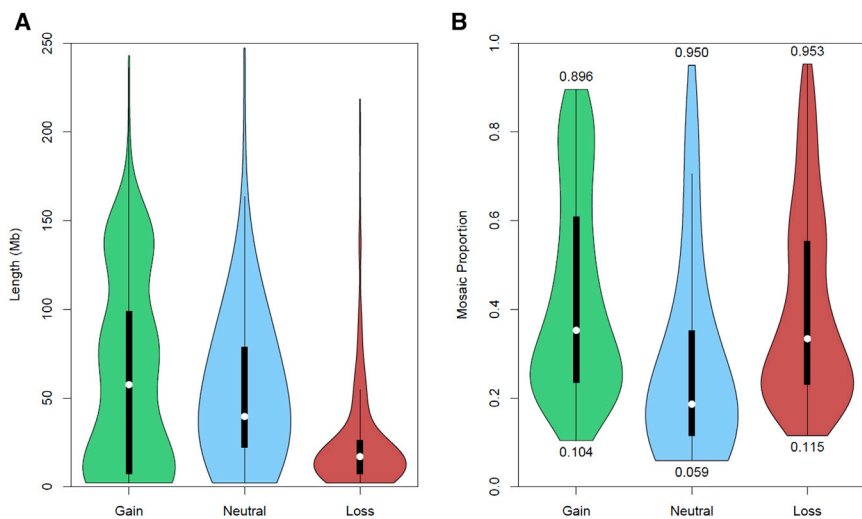 A
Length (Mb)
250
200
150
100
50
0
Gain
Neutral
Loss
B
Mosaic Proportion
1.0
0.8
0.6
0.4
0.2
0.0
0.896
0.950
0.953
0.104
0.059
0.115
Gain
Neutral
Loss